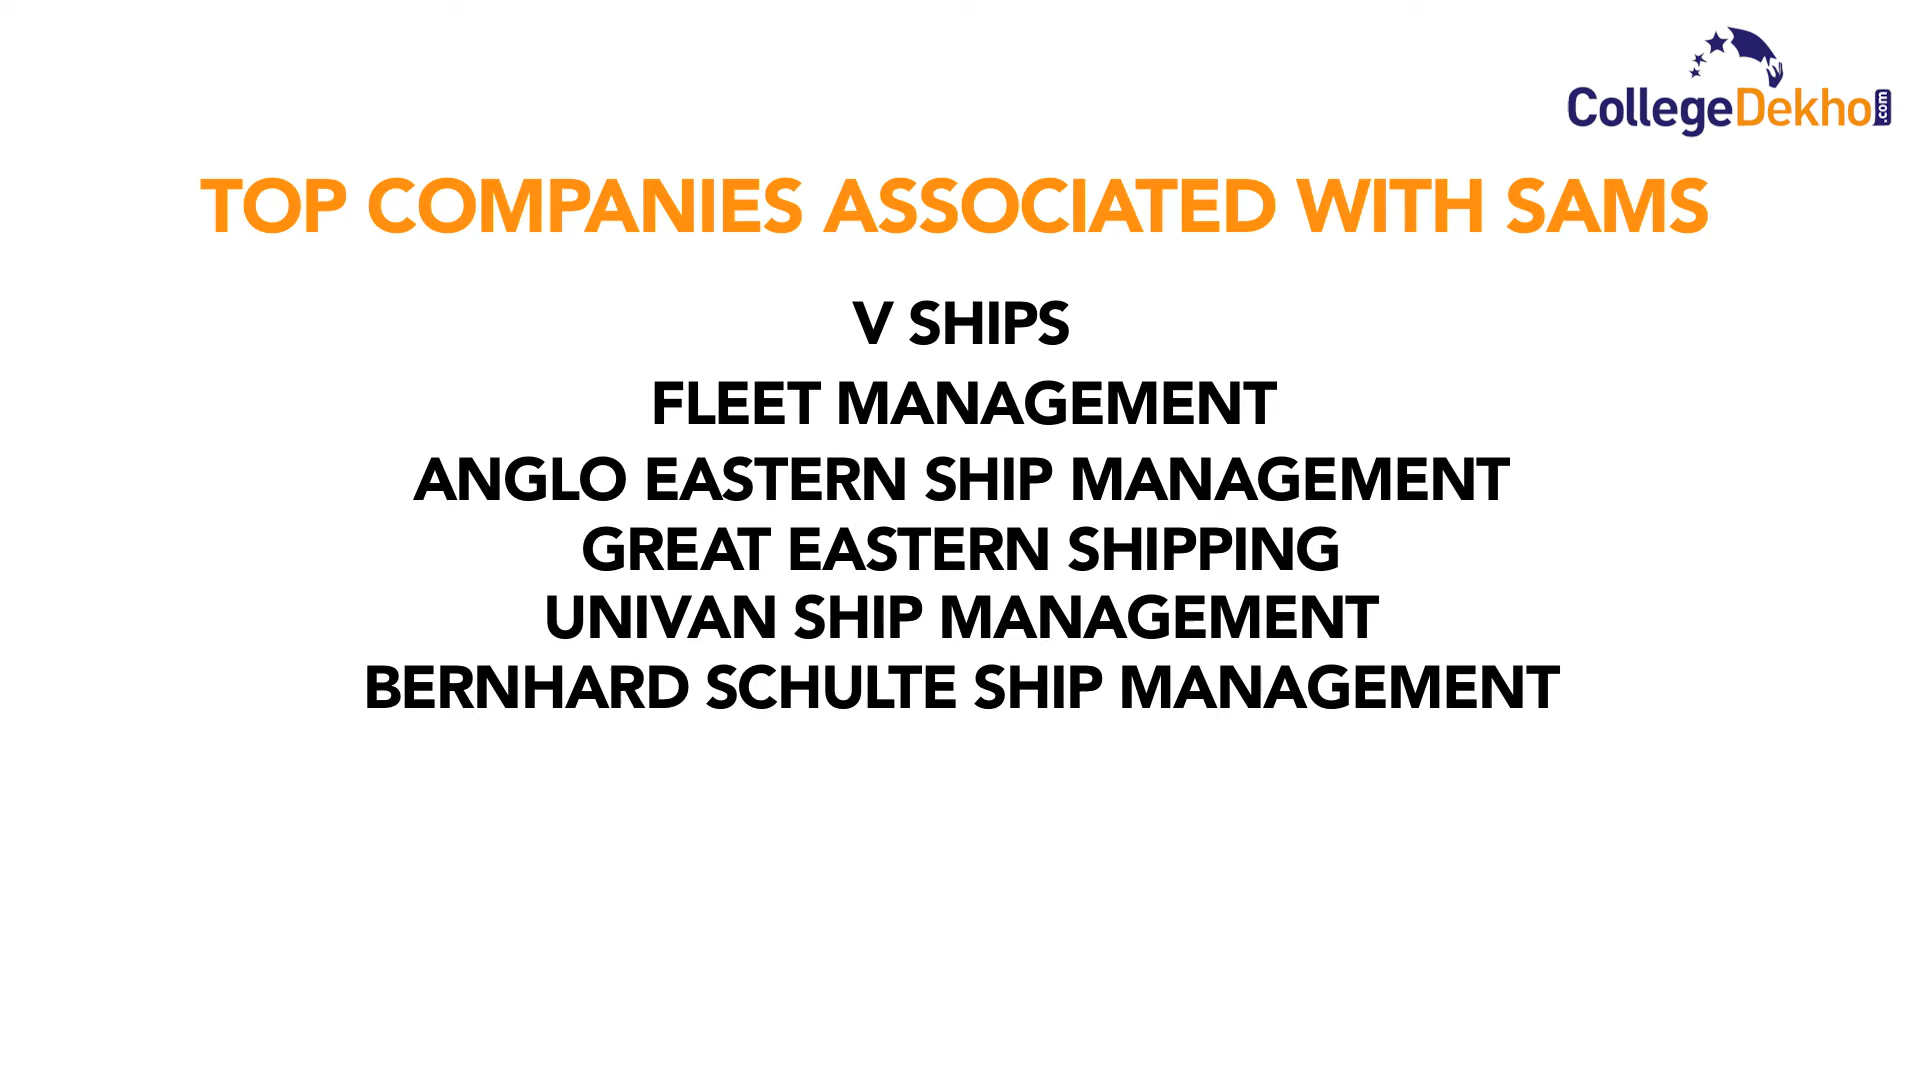 CollegeDekho.com
TOP COMPANIES ASSOCIATED WITH SAMS
V SHIPS
FLEET MANAGEMENT
ANGLO EASTERN SHIP MANAGEMENT
GREAT EASTERN SHIPPING
UNIVAN SHIP MANAGEMENT
BERNHARD SCHULTE SHIP MANAGEMENT